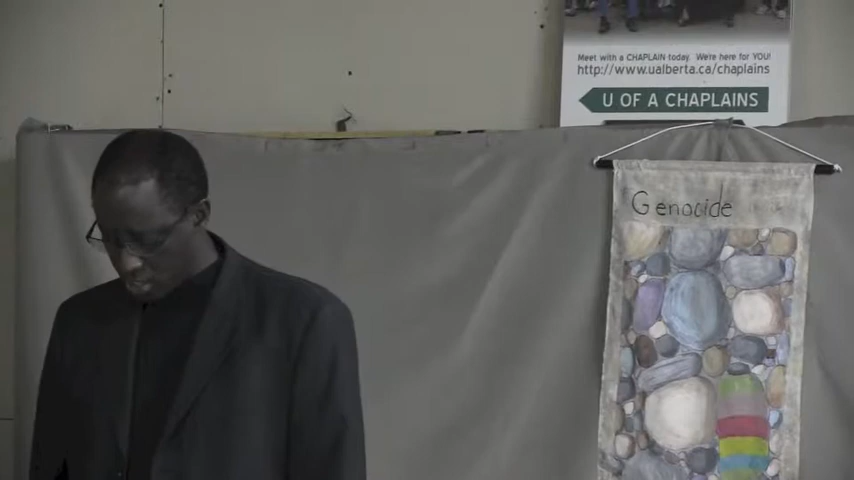 Meet with a CHAPLAIN today. We're here for YOU!
http://www.ualberta.ca/chaplains
U OF A CHAPLAINS
Genocide